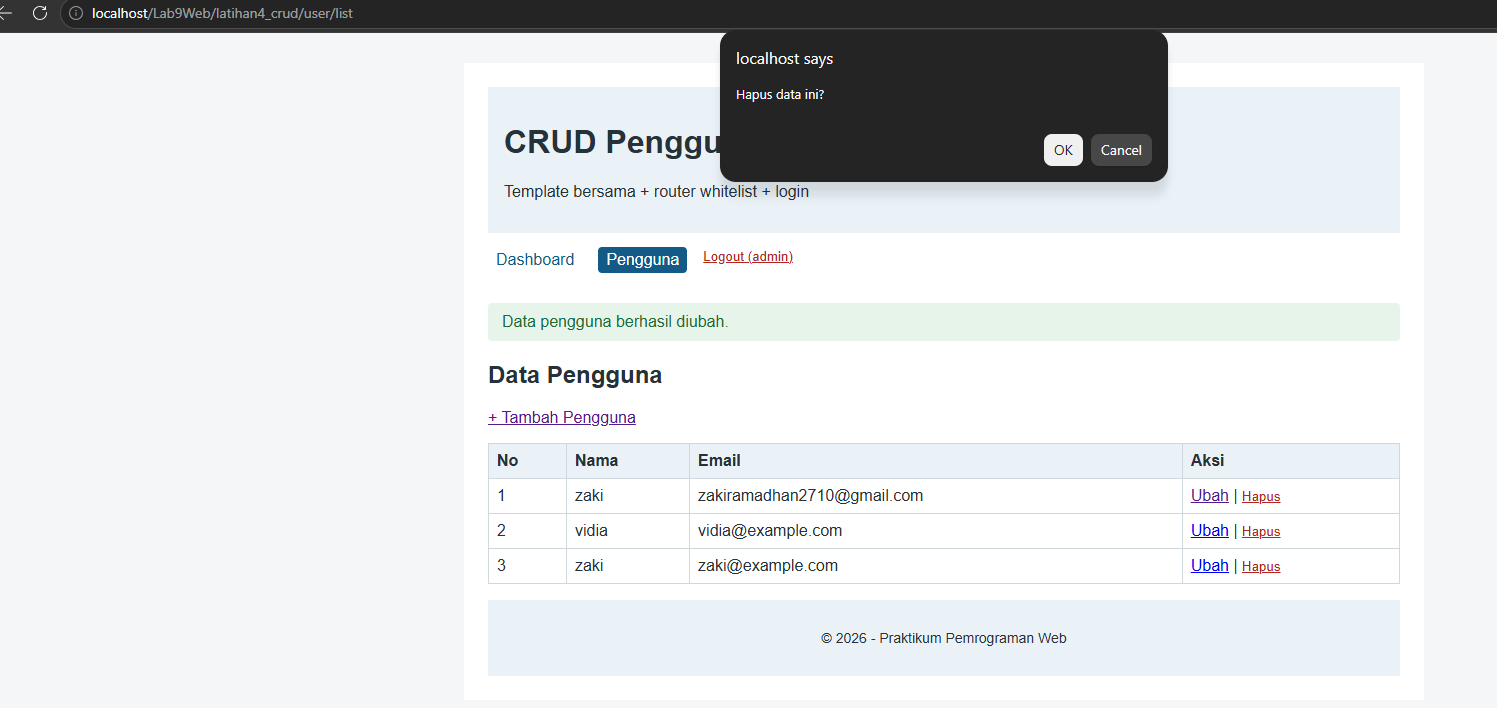 localhost/Lab9Web/latihan4_crud/user/list
localhost says
Hapus data ini?
OK Cancel
CRUD Penggu
Template bersama + router whitelist + login
Dashboard Pengguna Logout (admin)
Data pengguna berhasil diubah.
Data Pengguna
+ Tambah Pengguna
No Nama Email Aksi
1 zaki zakiramadhan2710@gmail.com Ubah | Hapus
2 vidia vidia@example.com Ubah | Hapus
3 zaki zaki@example.com Ubah | Hapus
© 2026 - Praktikum Pemrograman Web